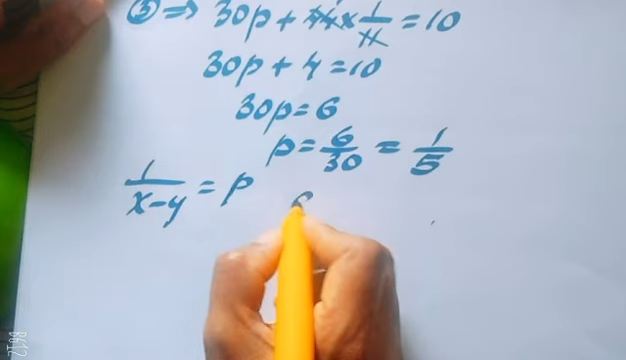 ③ ⇒ 30p + 44 × 1/11 = 10
30p + 4 = 10
30p = 6
p = 6/30 = 1/5
1/(x-y) = p